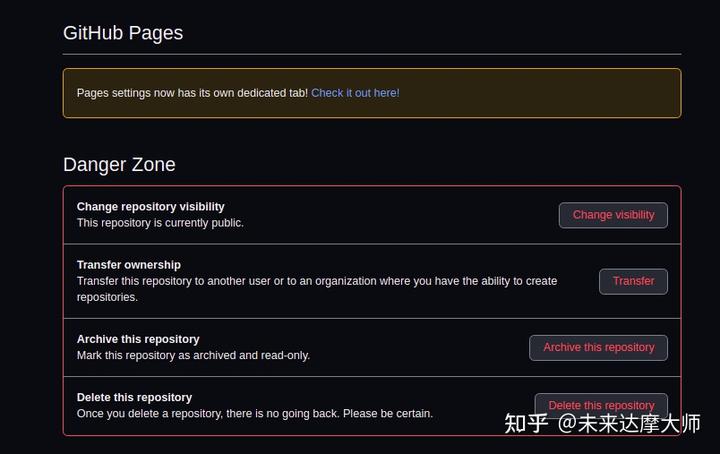 GitHub Pages
Pages settings now has its own dedicated tab! Check it out here!
Danger Zone
Change repository visibility
This repository is currently public.
Change visibility
Transfer ownership
Transfer this repository to another user or to an organization where you have the ability to create
repositories.
Transfer
Archive this repository
Mark this repository as archived and read-only.
Archive this repository
Delete this repository
Once you delete a repository, there is no going back. Please be certain.
Delete this repository
知乎 @未来达摩大师